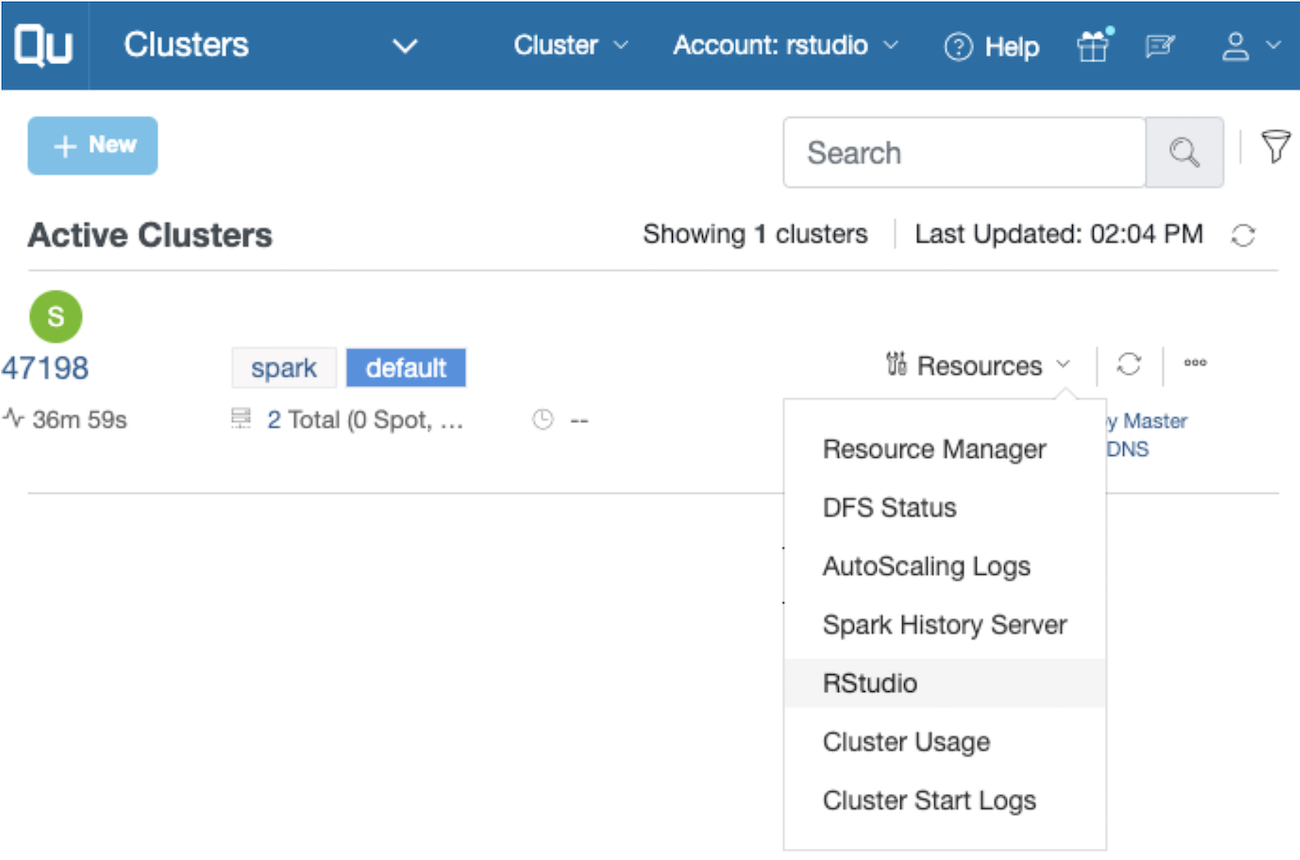 Qu Clusters Cluster Account: rstudio ? Help
+ New
Search
Active Clusters Showing 1 clusters Last Updated: 02:04 PM
S
47198 spark default Resources
36m 59s 2 Total (0 Spot, ... --
y Master
DNS
Resource Manager
DFS Status
AutoScaling Logs
Spark History Server
RStudio
Cluster Usage
Cluster Start Logs